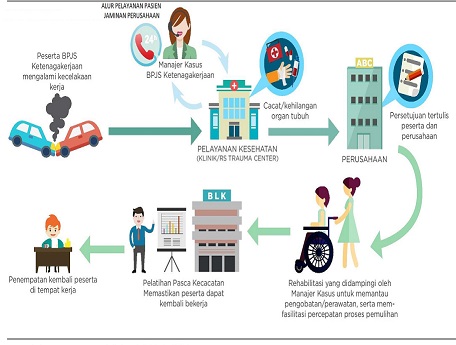 ALUR PELAYANAN PASIEN
JAMINAN PERUSAHAAN
24
Manajer Kasus
BPJS Ketenagakerjaan
Peserta BPJS
Ketenagakerjaan
mengalami kecelakaan
kerja
Cacat/kehilangan
organ tubuh
PELAYANAN KESEHATAN
(KLINIK/RS TRAUMA CENTER)
ABC
PERUSAHAAN
Persetujuan tertulis
peserta dan
perusahaan
Rehabilitasi yang didampingi oleh
Manajer Kasus untuk memantau
pengobatan/perawatan, serta mem-
fasilitasi percepatan proses pemulihan
BLK
Pelatihan Pasca Kecacatan
Memastikan peserta dapat
kembali bekerja
Penempatan kembali peserta
di tempat kerja